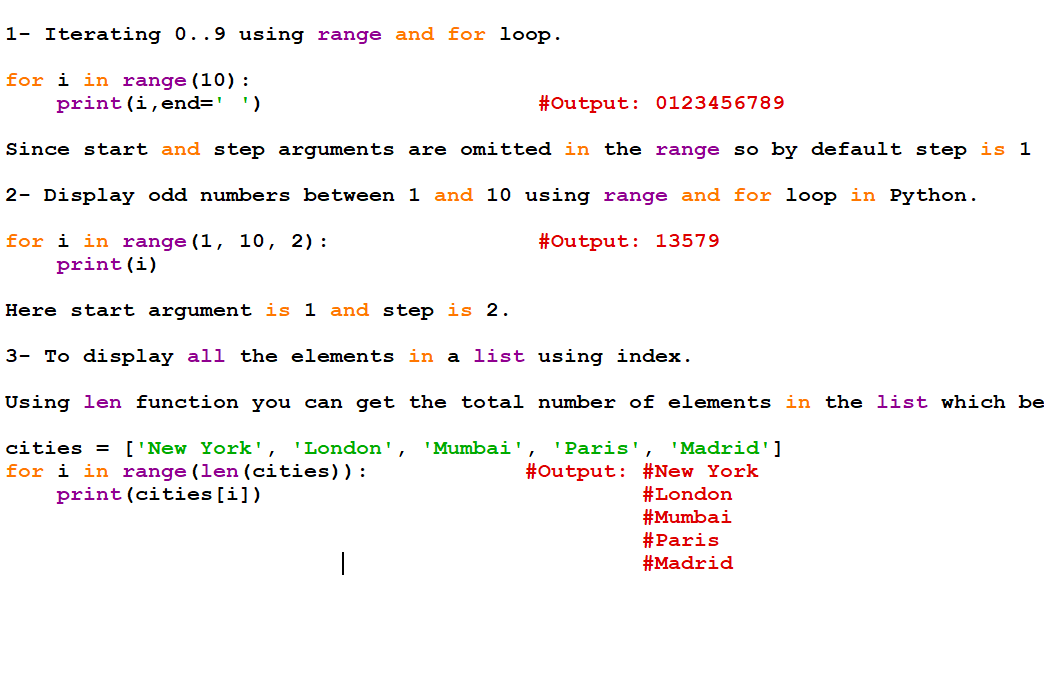 1- Iterating 0..9 using range and for loop.
for i in range(10):
    print(i,end=' ')                     #Output: 0123456789
Since start and step arguments are omitted in the range so by default step is 1
2- Display odd numbers between 1 and 10 using range and for loop in Python.
for i in range(1, 10, 2):                #Output: 13579
    print(i)
Here start argument is 1 and step is 2.
3- To display all the elements in a list using index.
Using len function you can get the total number of elements in the list which be
cities = ['New York', 'London', 'Mumbai', 'Paris', 'Madrid']
for i in range(len(cities)):            #Output: #New York
    print(cities[i])                             #London
                                                 #Mumbai
                                                 #Paris
                                                 #Madrid